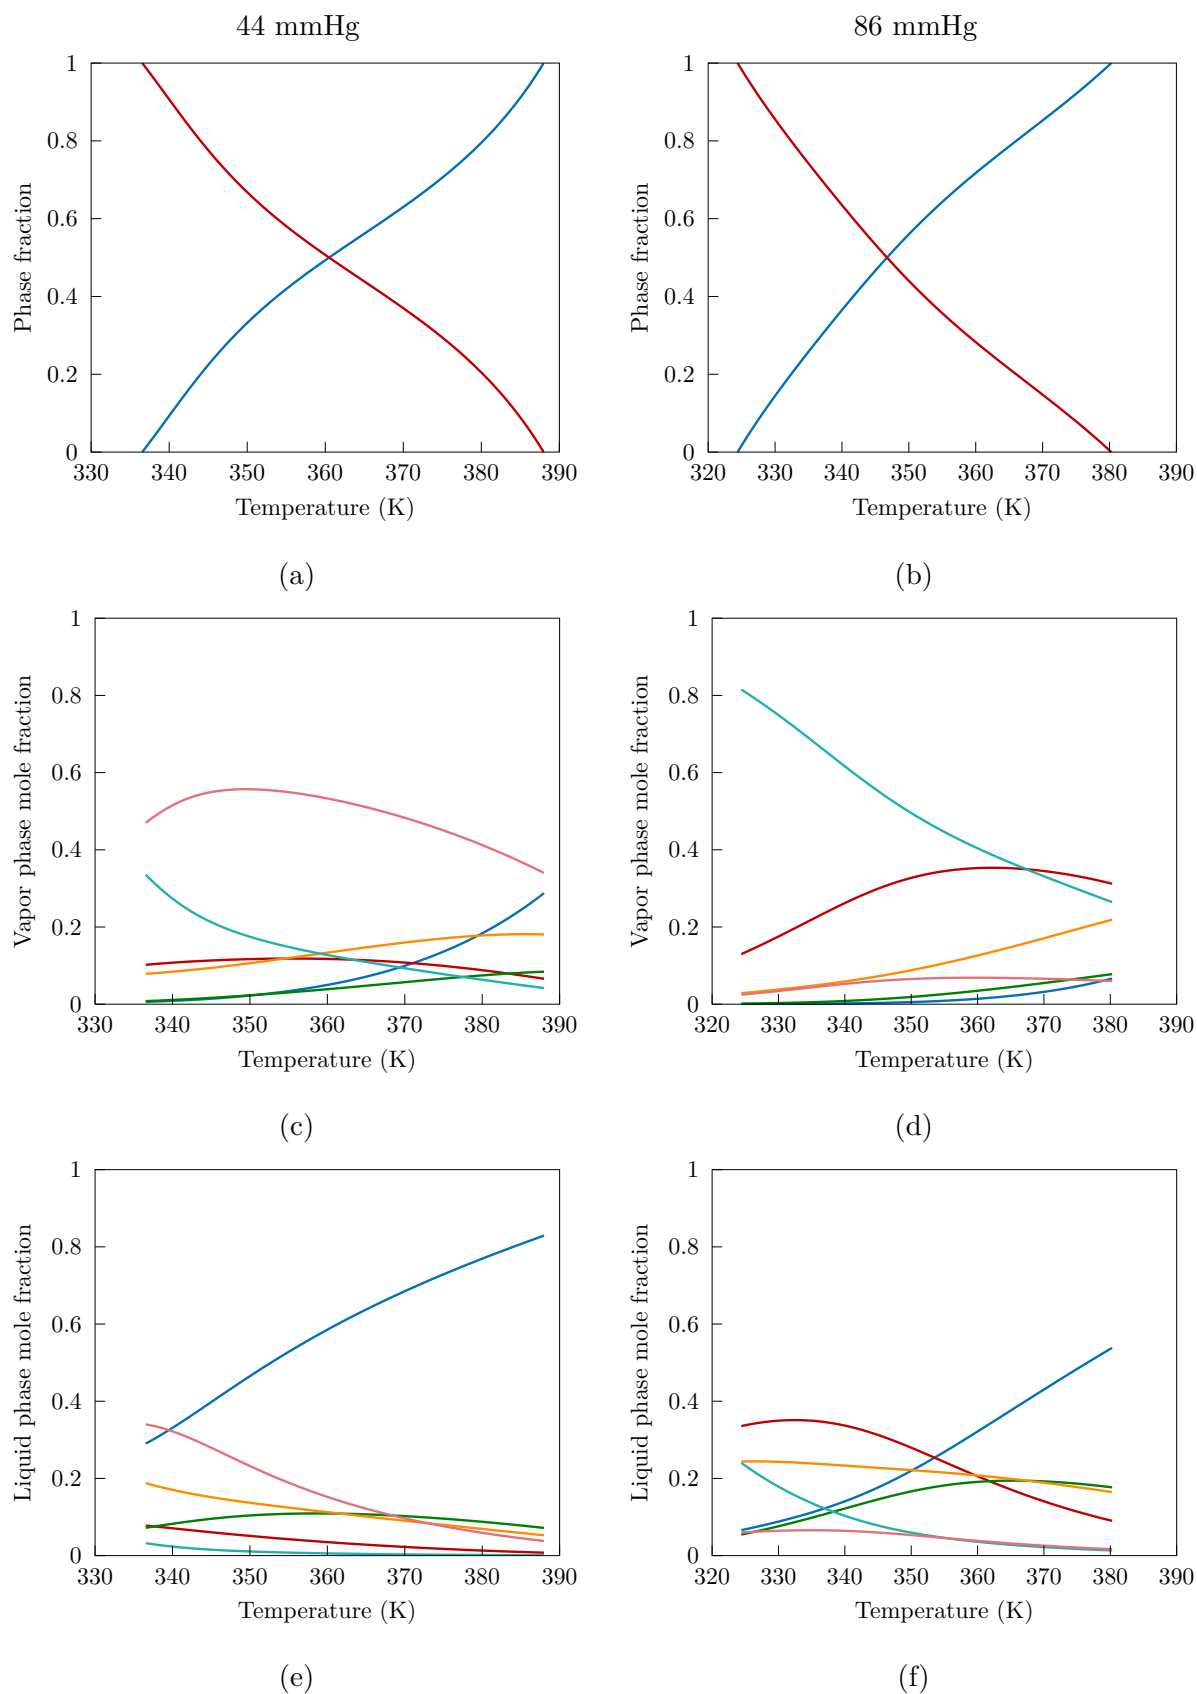 44 mmHg
86 mmHg
1
0.8
0.6
0.4
0.2
0
Phase fraction
330 340 350 360 370 380 390
Temperature (K)
(a)
1
0.8
0.6
0.4
0.2
0
Phase fraction
320 330 340 350 360 370 380 390
Temperature (K)
(b)
1
0.8
0.6
0.4
0.2
0
Vapor phase mole fraction
330 340 350 360 370 380 390
Temperature (K)
(c)
1
0.8
0.6
0.4
0.2
0
Vapor phase mole fraction
320 330 340 350 360 370 380 390
Temperature (K)
(d)
1
0.8
0.6
0.4
0.2
0
Liquid phase mole fraction
330 340 350 360 370 380 390
Temperature (K)
(e)
1
0.8
0.6
0.4
0.2
0
Liquid phase mole fraction
320 330 340 350 360 370 380 390
Temperature (K)
(f)